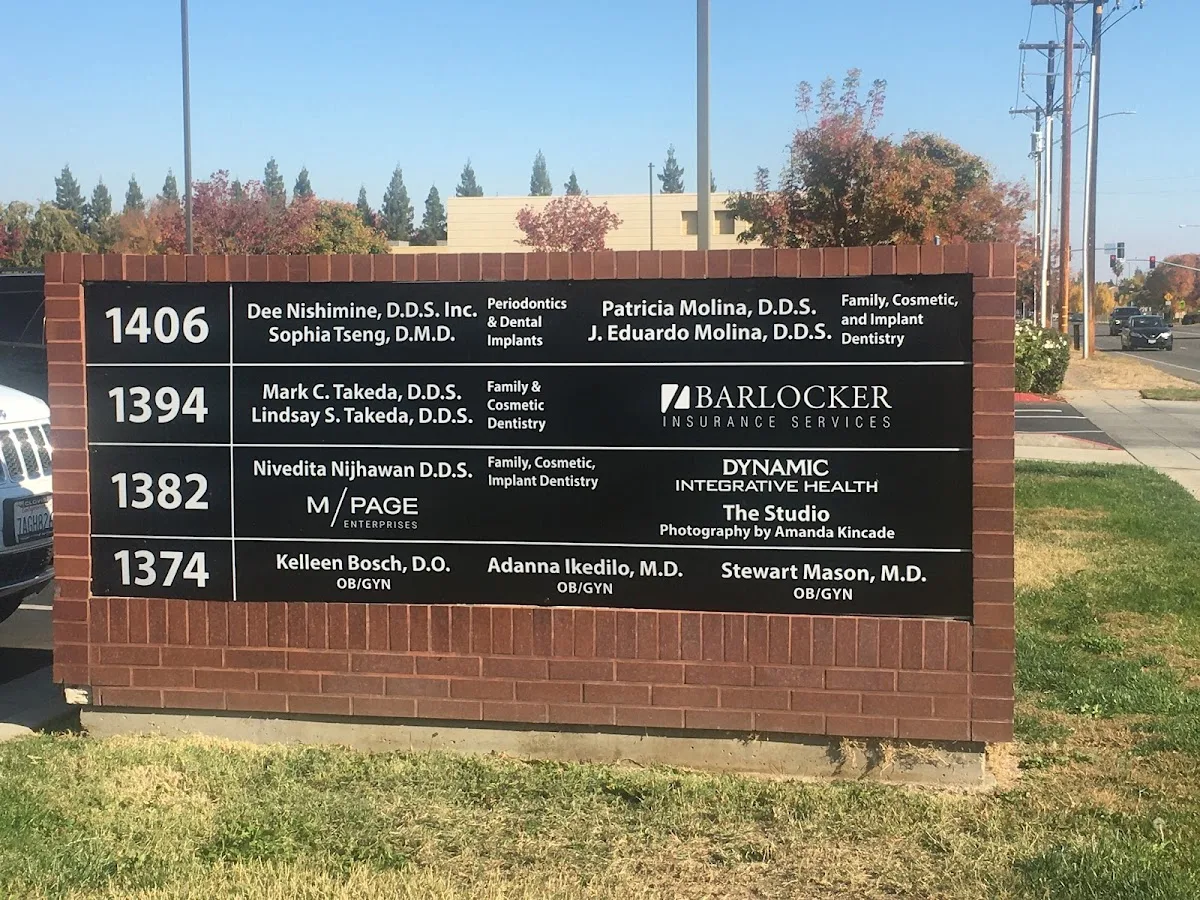 1406
Dee Nishimine, D.D.S. Inc.
Sophia Tseng, D.M.D.
Periodontics
& Dental
Implants
Patricia Molina, D.D.S.
J. Eduardo Molina, D.D.S.
Family, Cosmetic,
and Implant
Dentistry
1394
Mark C. Takeda, D.D.S.
Lindsay S. Takeda, D.D.S.
Family &
Cosmetic
Dentistry
BARLOCKER
INSURANCE SERVICES
1382
Nivedita Nijhawan D.D.S.
Family, Cosmetic,
Implant Dentistry
M/PAGE
ENTERPRISES
DYNAMIC
INTEGRATIVE HEALTH
The Studio
Photography by Amanda Kincade
1374
Kelleen Bosch, D.O.
OB/GYN
Adanna Ikedilo, M.D.
OB/GYN
Stewart Mason, M.D.
OB/GYN